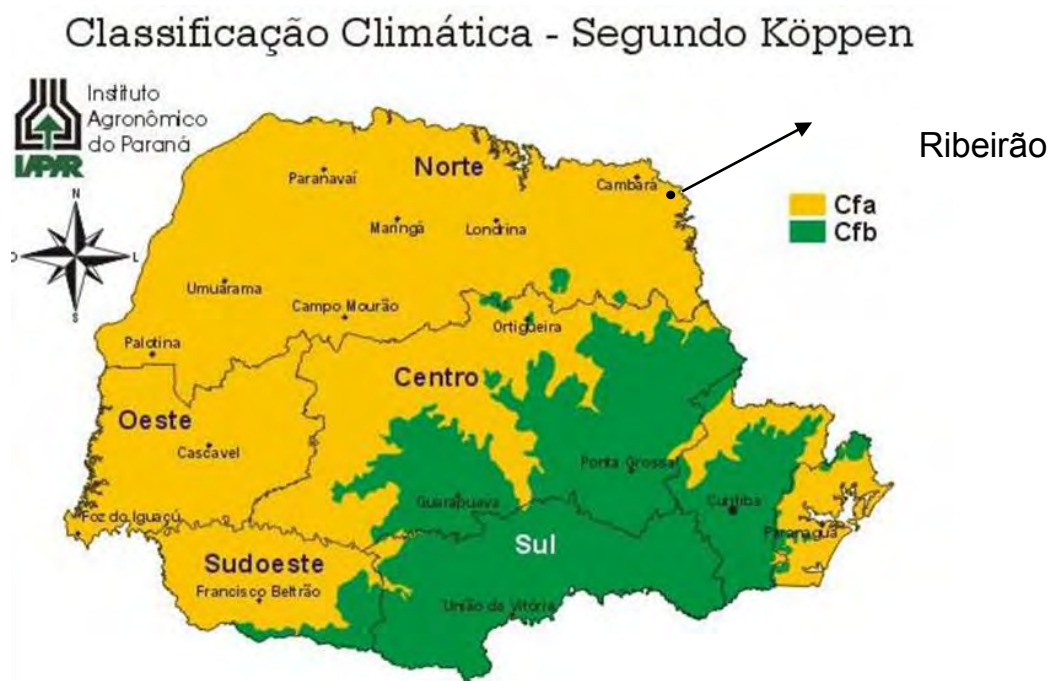 Classificação Climática - Segundo Köppen
Instituto
Agronômico
do Paraná
IAPAR
N
O
L
S
Ribeirão
Cfa
Cfb
Norte
Paranavaí
Cambará
Maringá
Londrina
Umuarama
Campo Mourão
Ortigueira
Palotina
Centro
Oeste
Cascavel
Ponta Grossa
Guarapuava
Curitiba
Foz do Iguaçú
Paranaguá
Sul
Sudoeste
Francisco Beltrão
União da Vitória